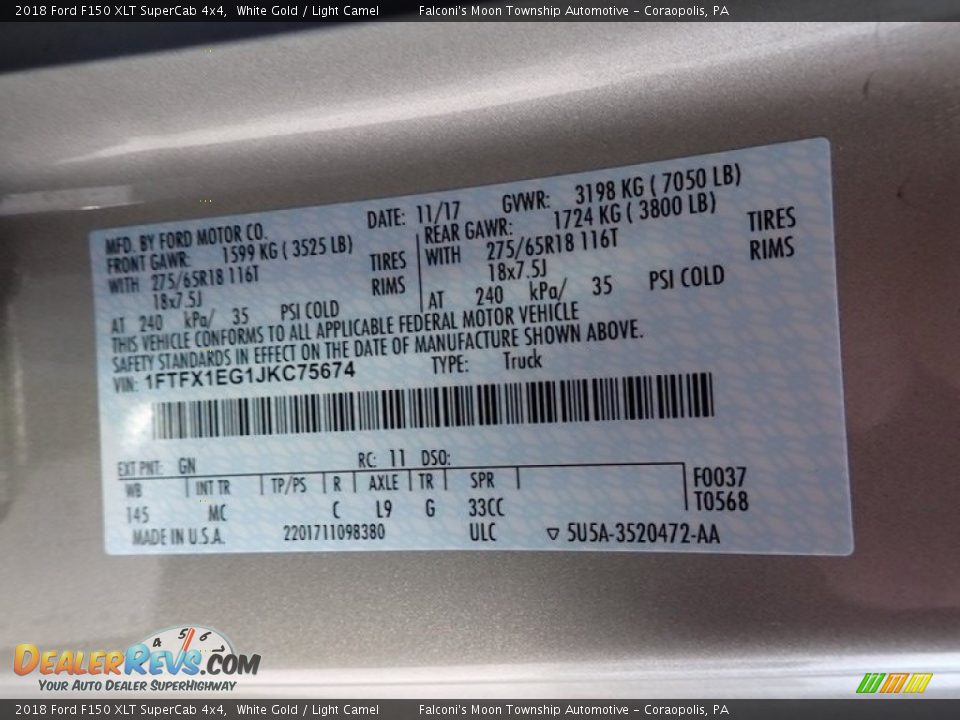 2018 Ford F150 XLT SuperCab 4x4, White Gold / Light Camel Falconi's Moon Township Automotive - Coraopolis, PA
MFD. BY FORD MOTOR CO. DATE: 11/17 GVWR: 3198 KG ( 7050 LB)
FRONT GAWR: 1599 KG ( 3525 LB) REAR GAWR: 1724 KG ( 3800 LB)
WITH 275/65R18 116T TIRES WITH 275/65R18 116T TIRES
18x7.5J RIMS 18x7.5J RIMS
AT 240 kPa/ 35 PSI COLD AT 240 kPa/ 35 PSI COLD
THIS VEHICLE CONFORMS TO ALL APPLICABLE FEDERAL MOTOR VEHICLE
SAFETY STANDARDS IN EFFECT ON THE DATE OF MANUFACTURE SHOWN ABOVE.
VIN: 1FTFX1EG1JKC75674 TYPE: Truck
EXT PNT: GN RC: 11 DSO:
WB INT TR TP/PS R AXLE TR SPR F0037
145 MC C L9 G 33CC T0568
MADE IN U.S.A. 2201711098380 ULC ▽ 5U5A-3520472-AA
4 5 6
DEALERREVS.COM
YOUR AUTO DEALER SUPERHIGHWAY
2018 Ford F150 XLT SuperCab 4x4, White Gold / Light Camel Falconi's Moon Township Automotive - Coraopolis, PA